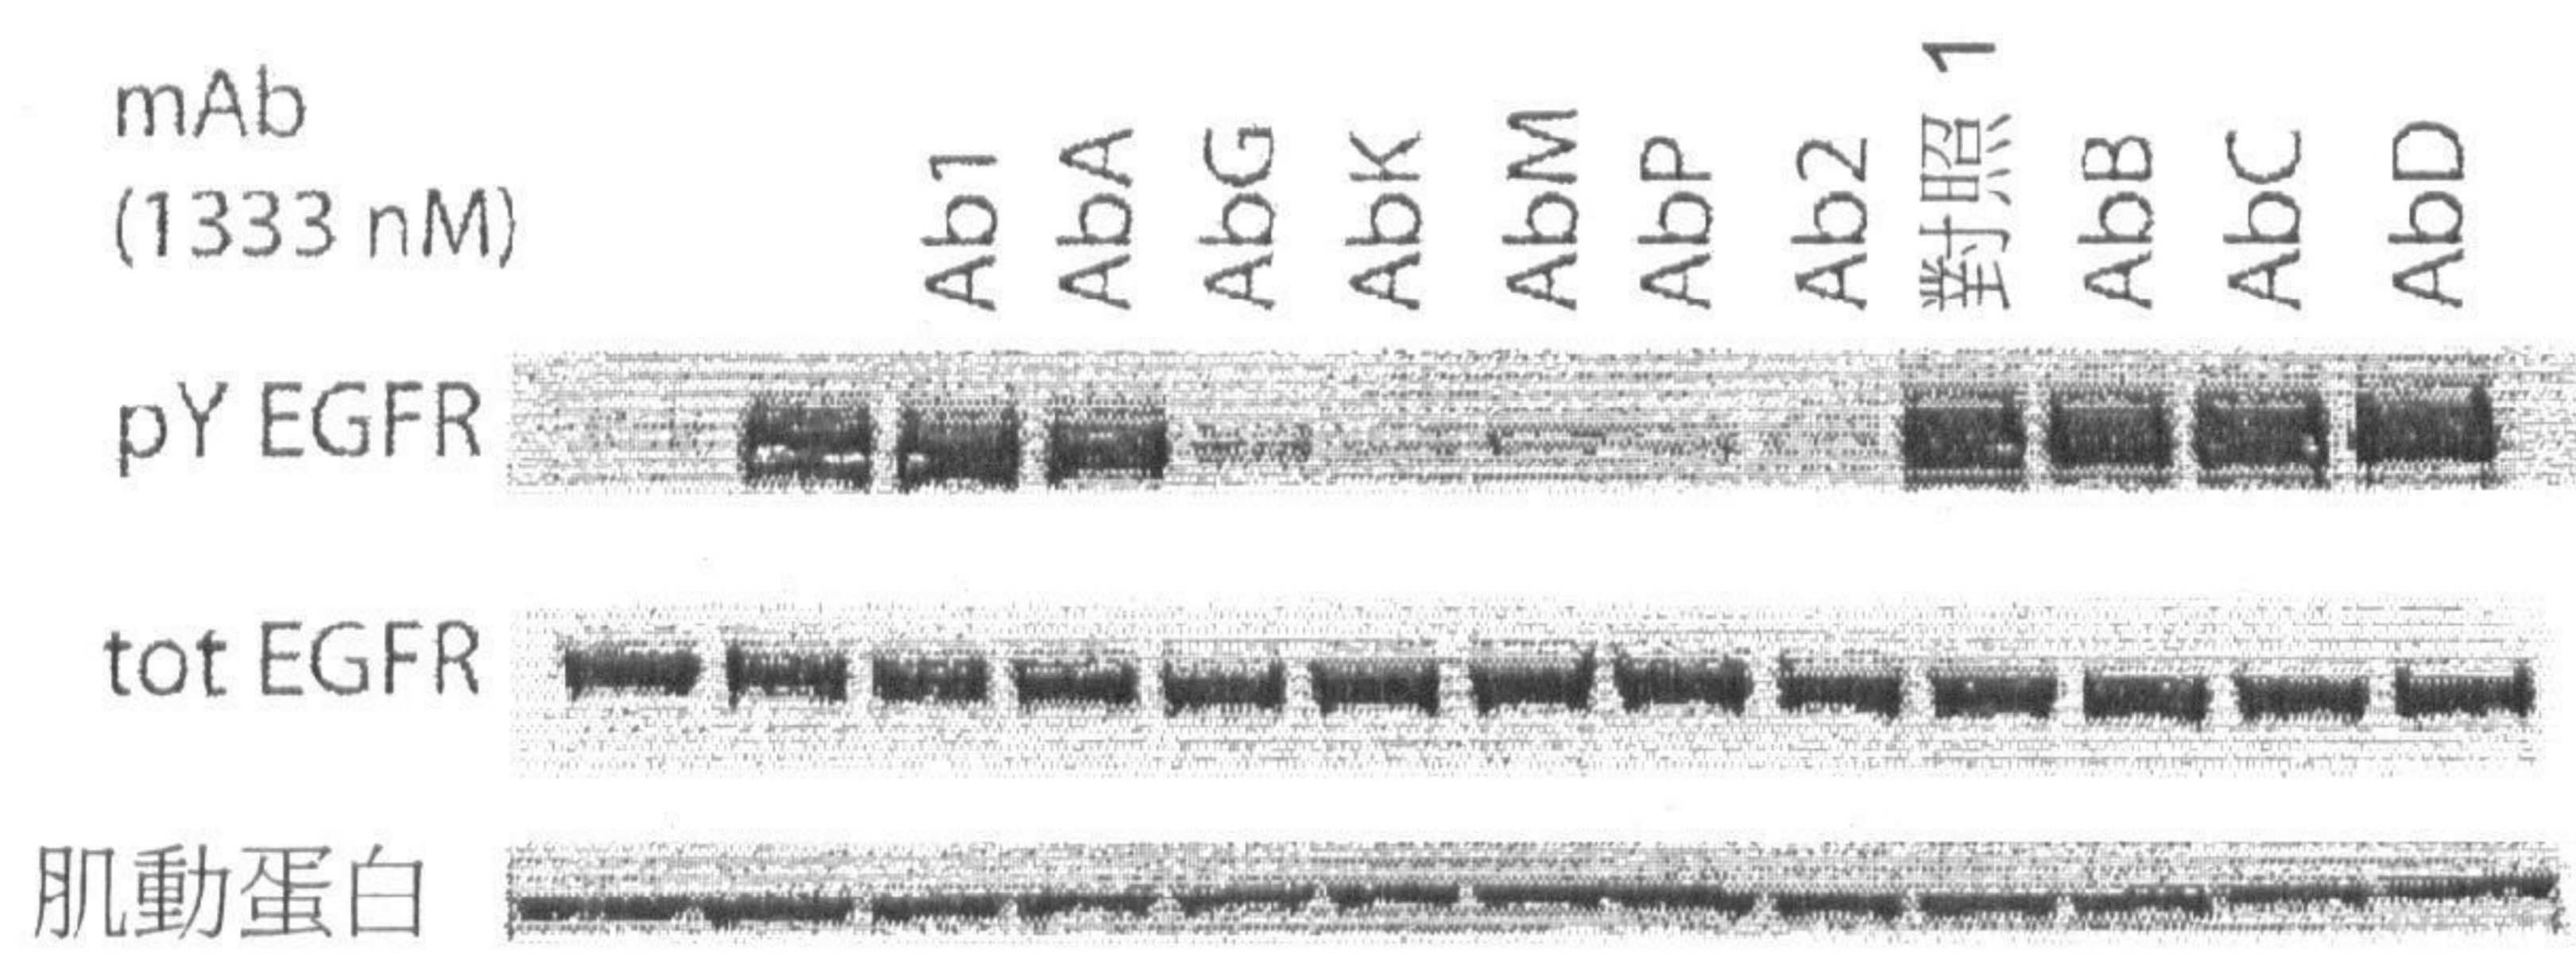 mAb
(1333 nM)
Ab1
AbA
AbG
AbK
AbM
AbP
Ab2
對照 1
AbB
AbC
AbD
pY EGFR
tot EGFR
肌動蛋白